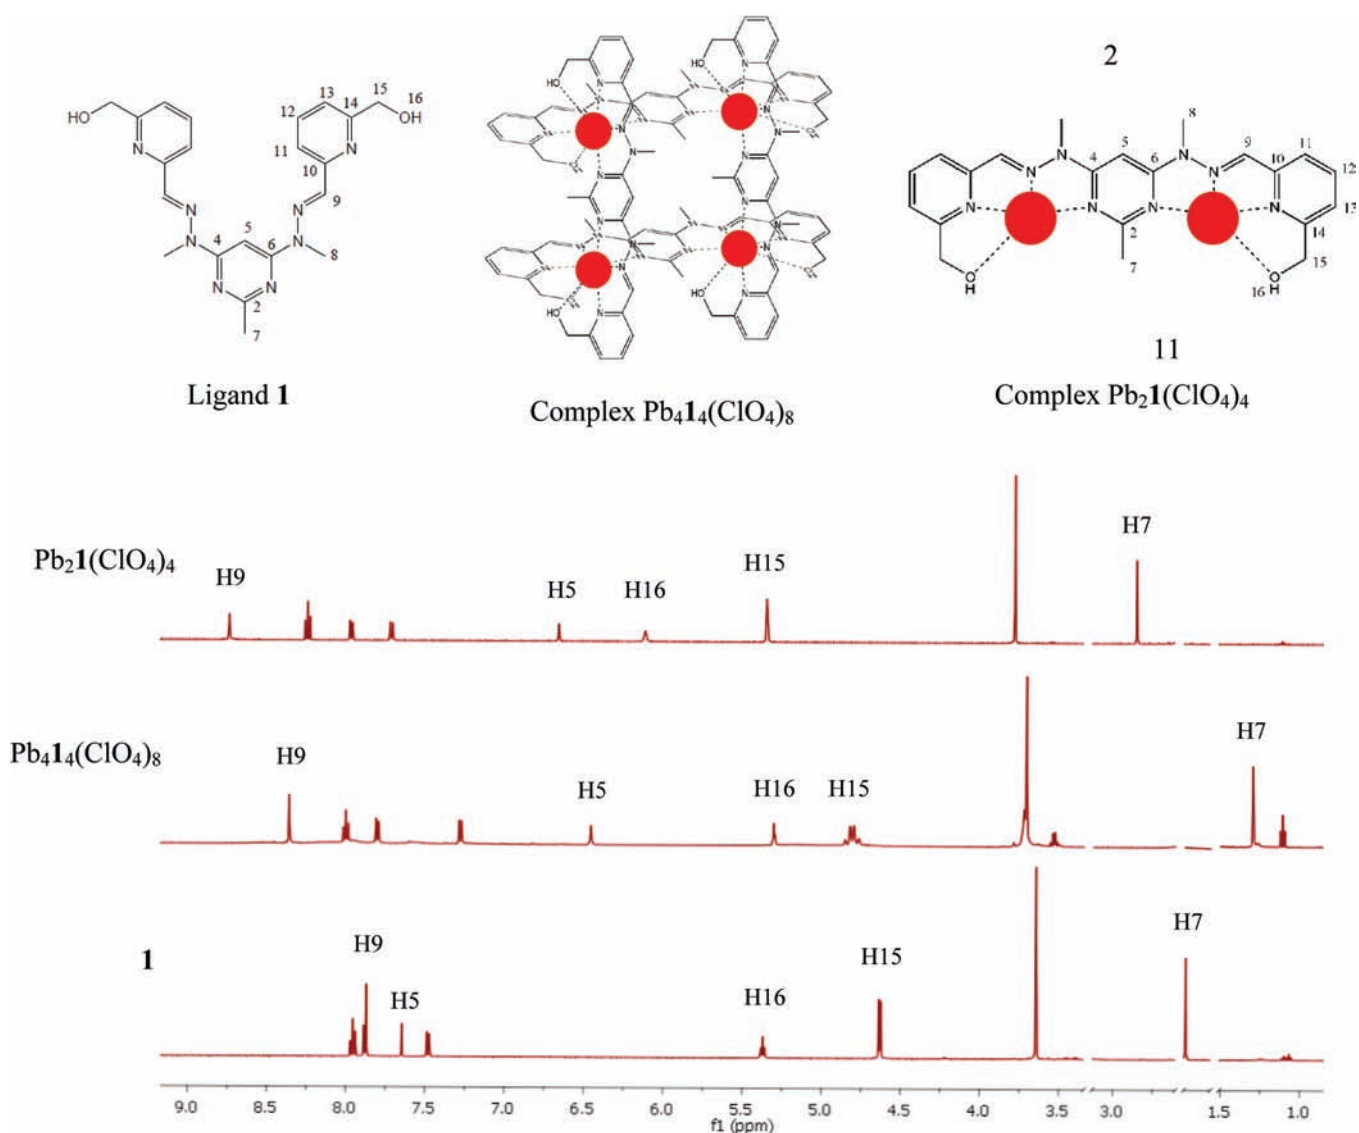 2
15
16
13
14
HO
OH
12
N
N
11
10
N
N
9
4
5
6
N
N
8
N
N
2
7
Ligand 1
HO
HO
N
N
N
N
HO
HO
Complex Pb₄1₄(ClO₄)₈
8
5
9
11
4
6
10
12
N
N
N
N
N
N
N
N
13
2
14
7
15
O
H
16
O
H
11
Complex Pb₂1(ClO₄)₄
Pb₂1(ClO₄)₄
H9
H5
H16
H15
H7
Pb₄1₄(ClO₄)₈
H9
H5
H16
H15
H7
1
H9
H5
H16
H15
H7
9.0 8.5 8.0 7.5 7.0 6.5 6.0 5.5 5.0 4.5 4.0 3.5 3.0 1.5 1.0
f1 (ppm)